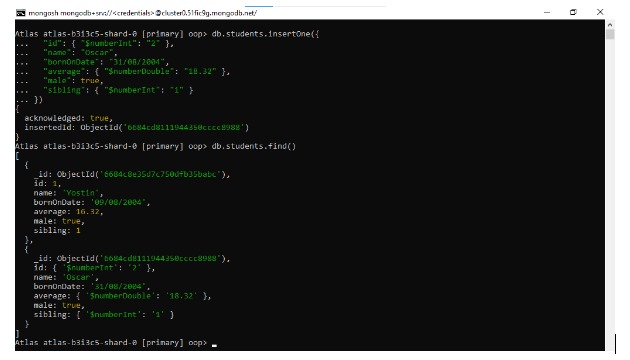 mongosh mongodb+srv://<credentials>@cluster0.51fic9g.mongodb.net/
Atlas atlas-b3i3c5-shard-0 [primary] oop> db.students.insertOne({
... "id": { "$numberInt": "2" },
... "name": "Oscar",
... "bornOnDate": "31/08/2004",
... "average": { "$numberDouble": "18.32" },
... "male": true,
... "sibling": { "$numberInt": "1" }
... })
{
acknowledged: true,
insertedId: ObjectId('6684cd8111944350cccc8988')
}
Atlas atlas-b3i3c5-shard-0 [primary] oop> db.students.find()
[
{
_id: ObjectId('6684c8e35d7c750dfb35babc'),
id: 1,
name: 'Yostin',
bornOnDate: '09/08/2004',
average: 16.32,
male: true,
sibling: 1
},
{
_id: ObjectId('6684cd8111944350cccc8988'),
id: { '$numberInt': '2' },
name: 'Oscar',
bornOnDate: '31/08/2004',
average: { '$numberDouble': '18.32' },
male: true,
sibling: { '$numberInt': '1' }
}
]
Atlas atlas-b3i3c5-shard-0 [primary] oop> _